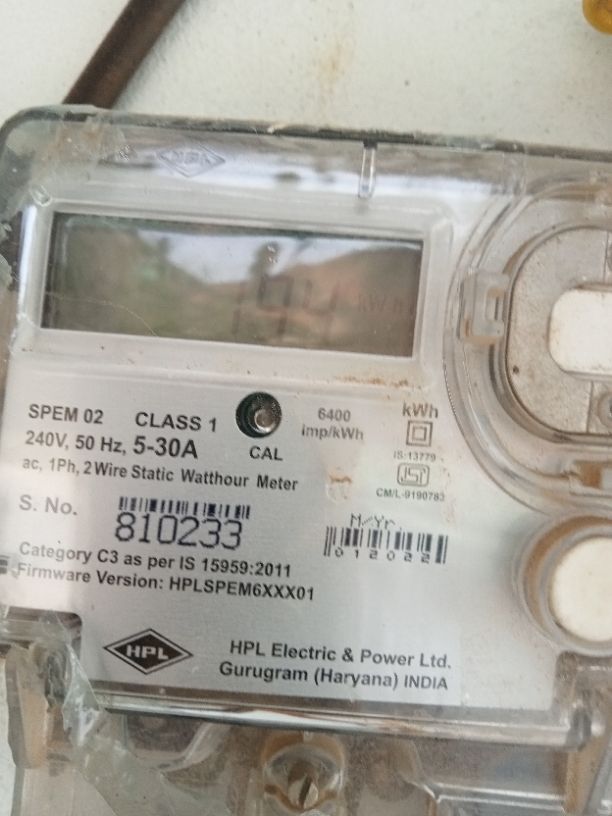 HPL
194 kWh
SPEM 02 CLASS 1
240V, 50 Hz, 5-30A
ac, 1Ph, 2 Wire Static Watthour Meter
CAL
6400
imp/kWh
kWh
IS:13779
ISI
CM/L-9190783
S. No.
810233
M/Yr.
012022
Category C3 as per IS 15959:2011
Firmware Version: HPLSPEM6XXX01
HPL
HPL Electric & Power Ltd.
Gurugram (Haryana) INDIA